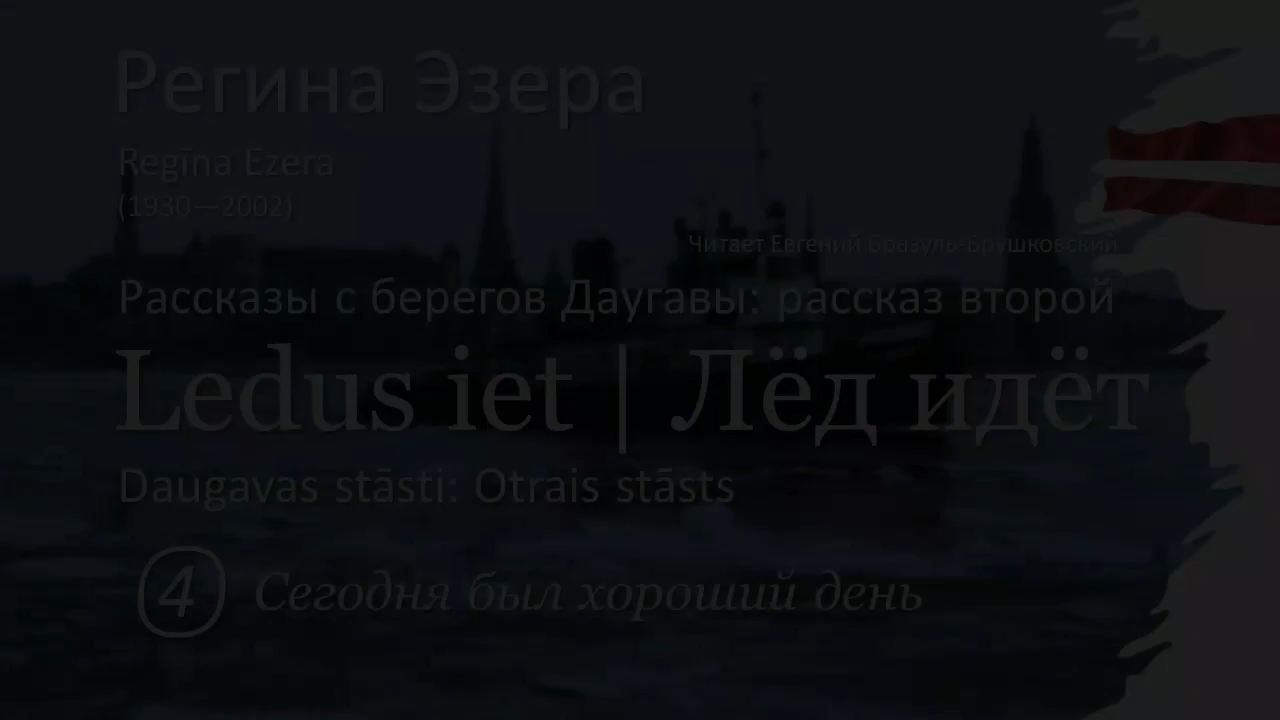 Регина Эзера
Regīna Ezera
(1930—2002)
Читает Евгений Бразуль-Брушковский
Рассказы с берегов Даугавы: рассказ второй
Ledus iet | Лёд идёт
Daugavas stāsti: Otrais stāsts
4 Сегодня был хороший день